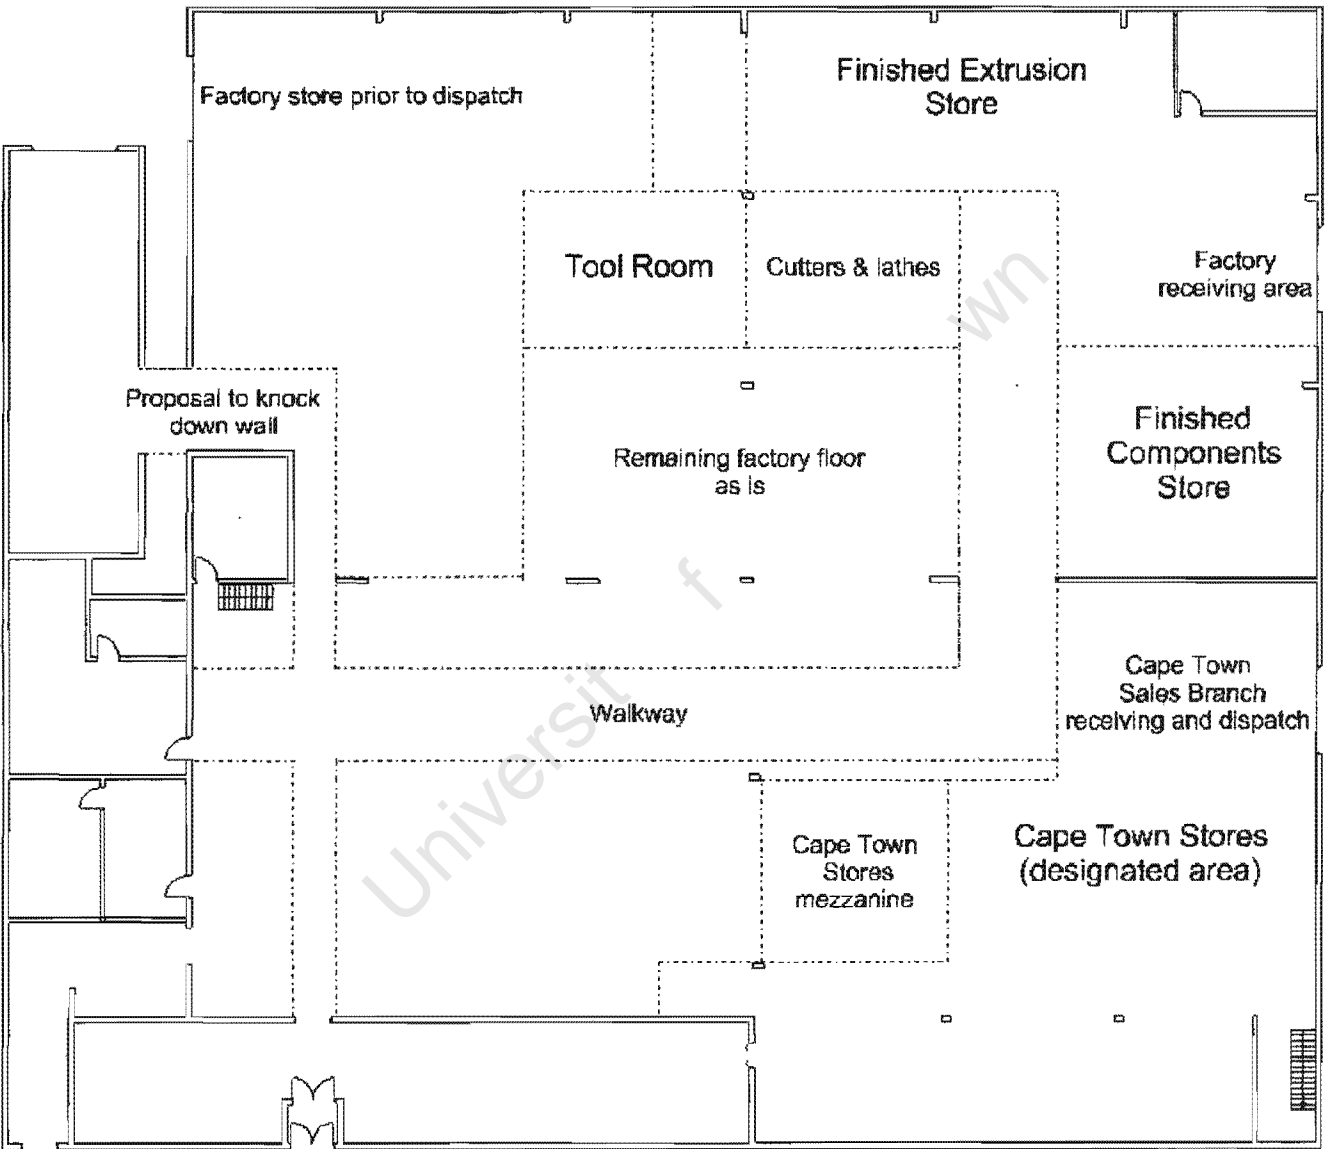 Finished Extrusion
Store
Factory store prior to dispatch
Tool Room
Cutters & lathes
Factory
receiving area
Proposal to knock
down wall
Finished
Components
Store
Remaining factory floor
as is
Cape Town
Sales Branch
receiving and dispatch
Walkway
Cape Town
Stores
mezzanine
Cape Town Stores
(designated area)
Universit f wn